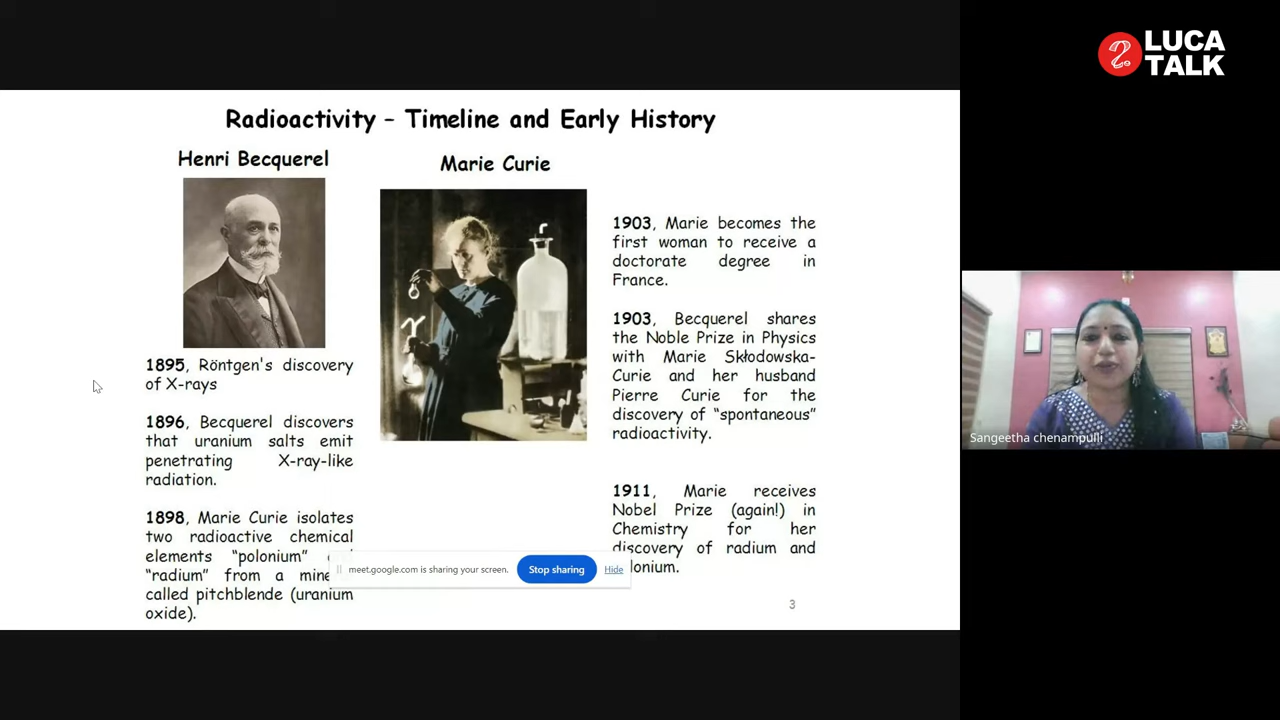 LUCA
TALK
Radioactivity – Timeline and Early History
Henri Becquerel
Marie Curie
1895, Röntgen's discovery
of X-rays
1896, Becquerel discovers
that uranium salts emit
penetrating X-ray-like
radiation.
1898, Marie Curie isolates
two radioactive chemical
elements “polonium”
“radium” from a
called pitchblende (uranium
oxide).
1903, Marie becomes the
first woman to receive a
doctorate degree in
France.
1903, Becquerel shares
the Noble Prize in Physics
with Marie Skłodowska-
Curie and her husband
Pierre Curie for the
discovery of “spontaneous”
radioactivity.
1911, Marie receives
Nobel Prize (again!) in
Chemistry for her
discovery of radium and
lonium.
meet.google.com is sharing your screen.
Stop sharing
Hide
3
Sangeetha chenampulli